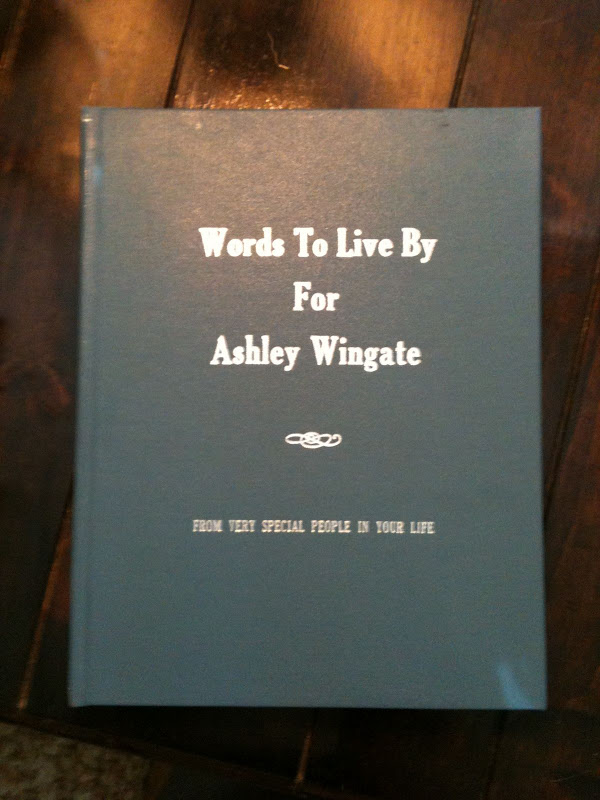 Words To Live By
For
Ashley Wingate
FROM VERY SPECIAL PEOPLE IN YOUR LIFE